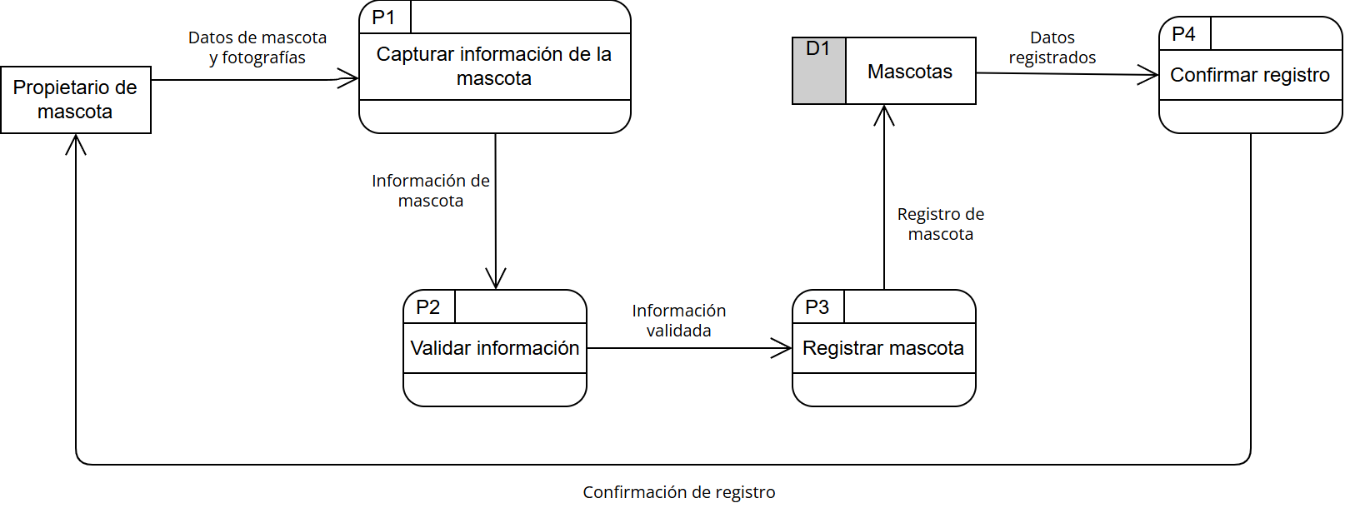 P1
Capturar información de la
mascota
Datos de mascota
y fotografías
Propietario de
mascota
D1
Mascotas
Datos
registrados
P4
Confirmar registro
Información de
mascota
Registro de
mascota
P2
Validar información
Información
validada
P3
Registrar mascota
Confirmación de registro